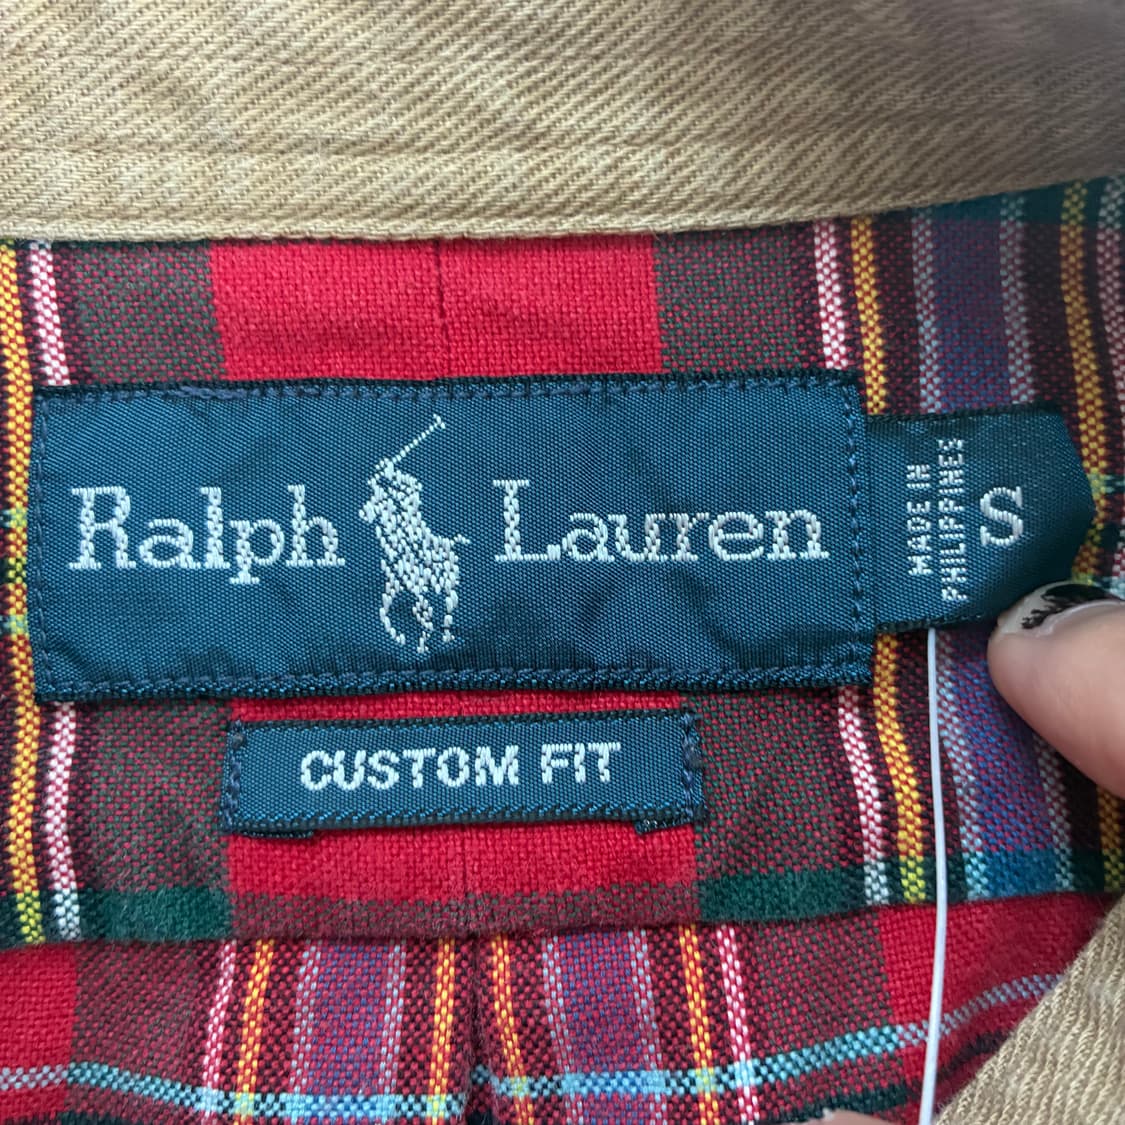 Ralph Lauren
MADE IN
PHILIPPINES
S
CUSTOM FIT